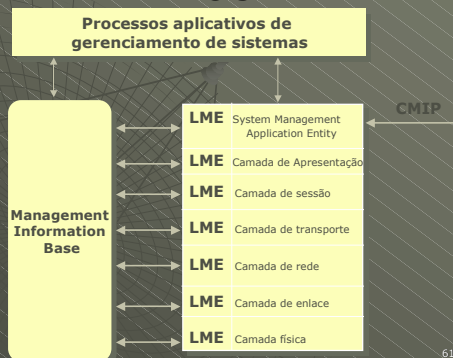 Processos aplicativos de
gerenciamento de sistemas
LME System Management
Application Entity
CMIP
LME Camada de Apresentação
LME Camada de sessão
Management
Information
Base
LME Camada de transporte
LME Camada de rede
LME Camada de enlace
LME Camada física
61